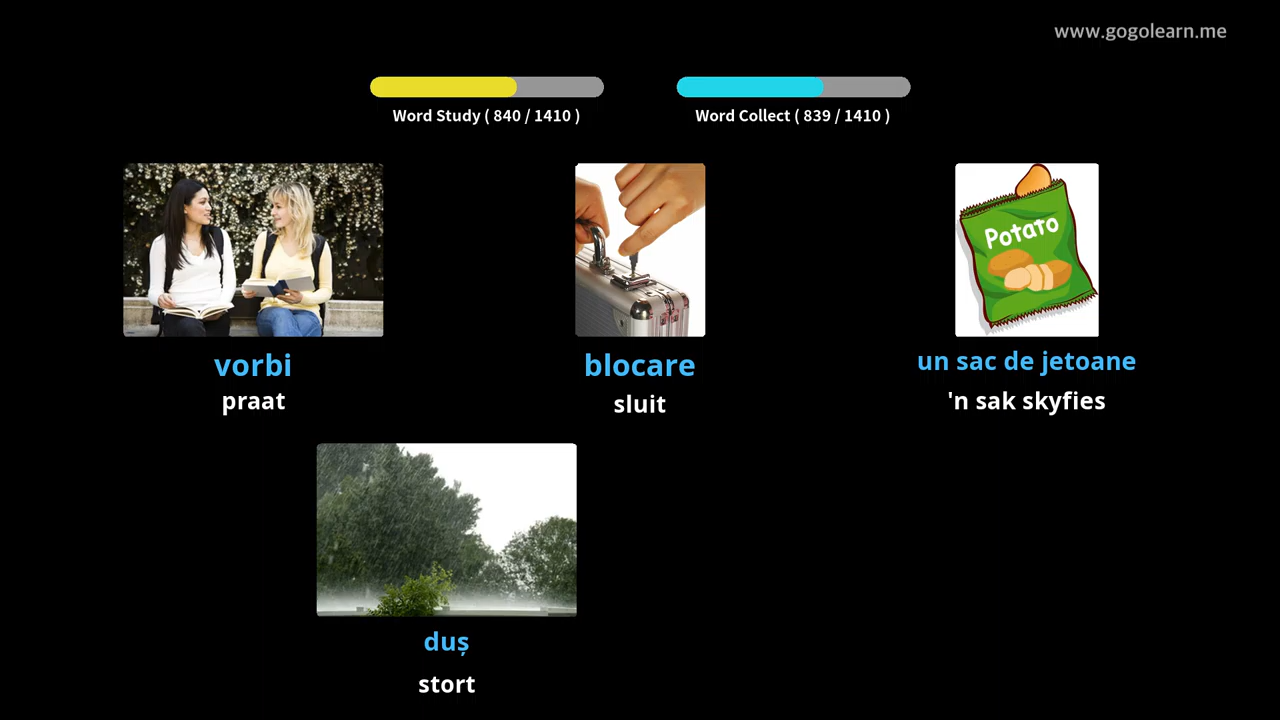 www.gogolearn.me
Word Study ( 840 / 1410 )
Word Collect ( 839 / 1410 )
Potato
vorbi
praat
blocare
sluit
un sac de jetoane
'n sak skyfies
duș
stort